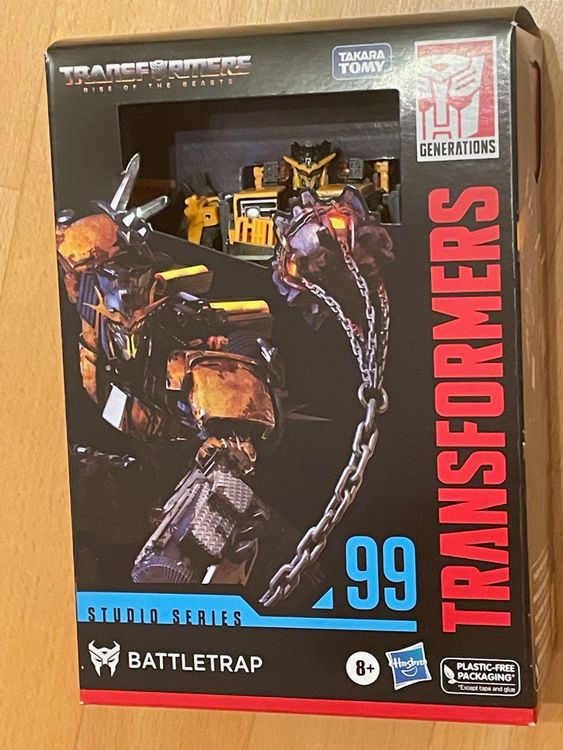 TRANSFORMERS
RISE OF THE BEASTS
TAKARA
TOMY
GENERATIONS
TRANSFORMERS
99
STUDIO SERIES
BATTLETRAP
8+
Hasbro
PLASTIC-FREE
PACKAGING*
*Except tape and glue